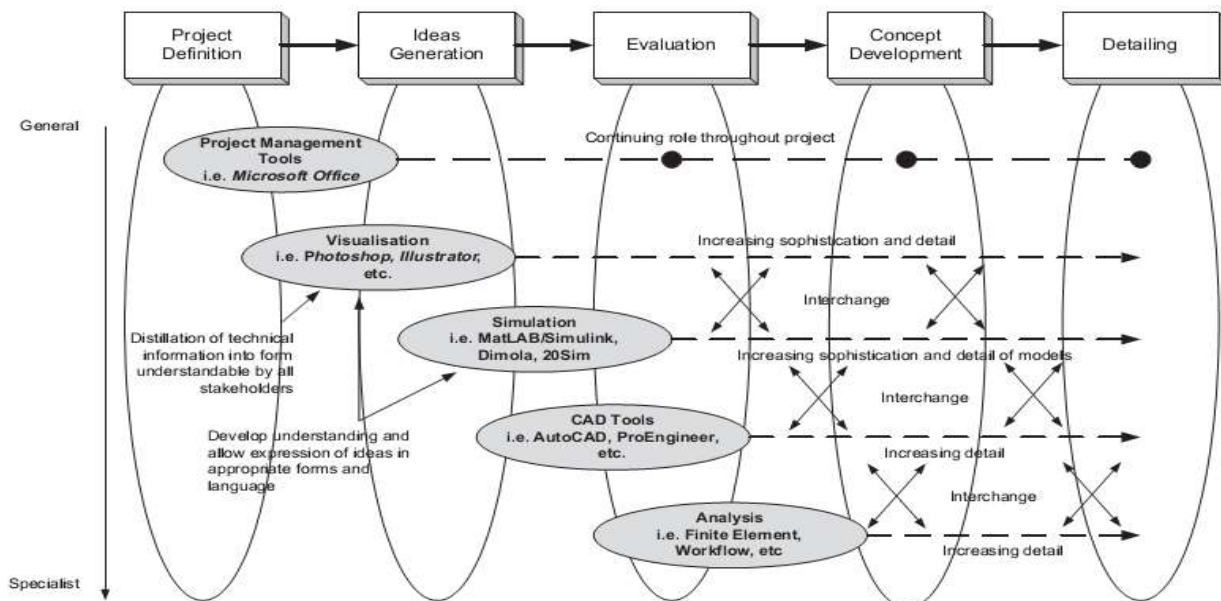 Project
Definition
Ideas
Generation
Evaluation
Concept
Development
Detailing
General
Project Management
Tools
i.e. Microsoft Office
Continuing role throughout project
Visualisation
i.e. Photoshop, Illustrator,
etc.
Increasing sophistication and detail
Interchange
Distillation of technical
information into form
understandable by all
stakeholders
Simulation
i.e. MatLAB/Simulink,
Dimola, 20Sim
Increasing sophistication and detail of models
Interchange
Develop understanding and
allow expression of ideas in
appropriate forms and
language
CAD Tools
i.e. AutoCAD, ProEngineer,
etc.
Increasing detail
Interchange
Analysis
i.e. Finite Element,
Workflow, etc
Increasing detail
Specialist